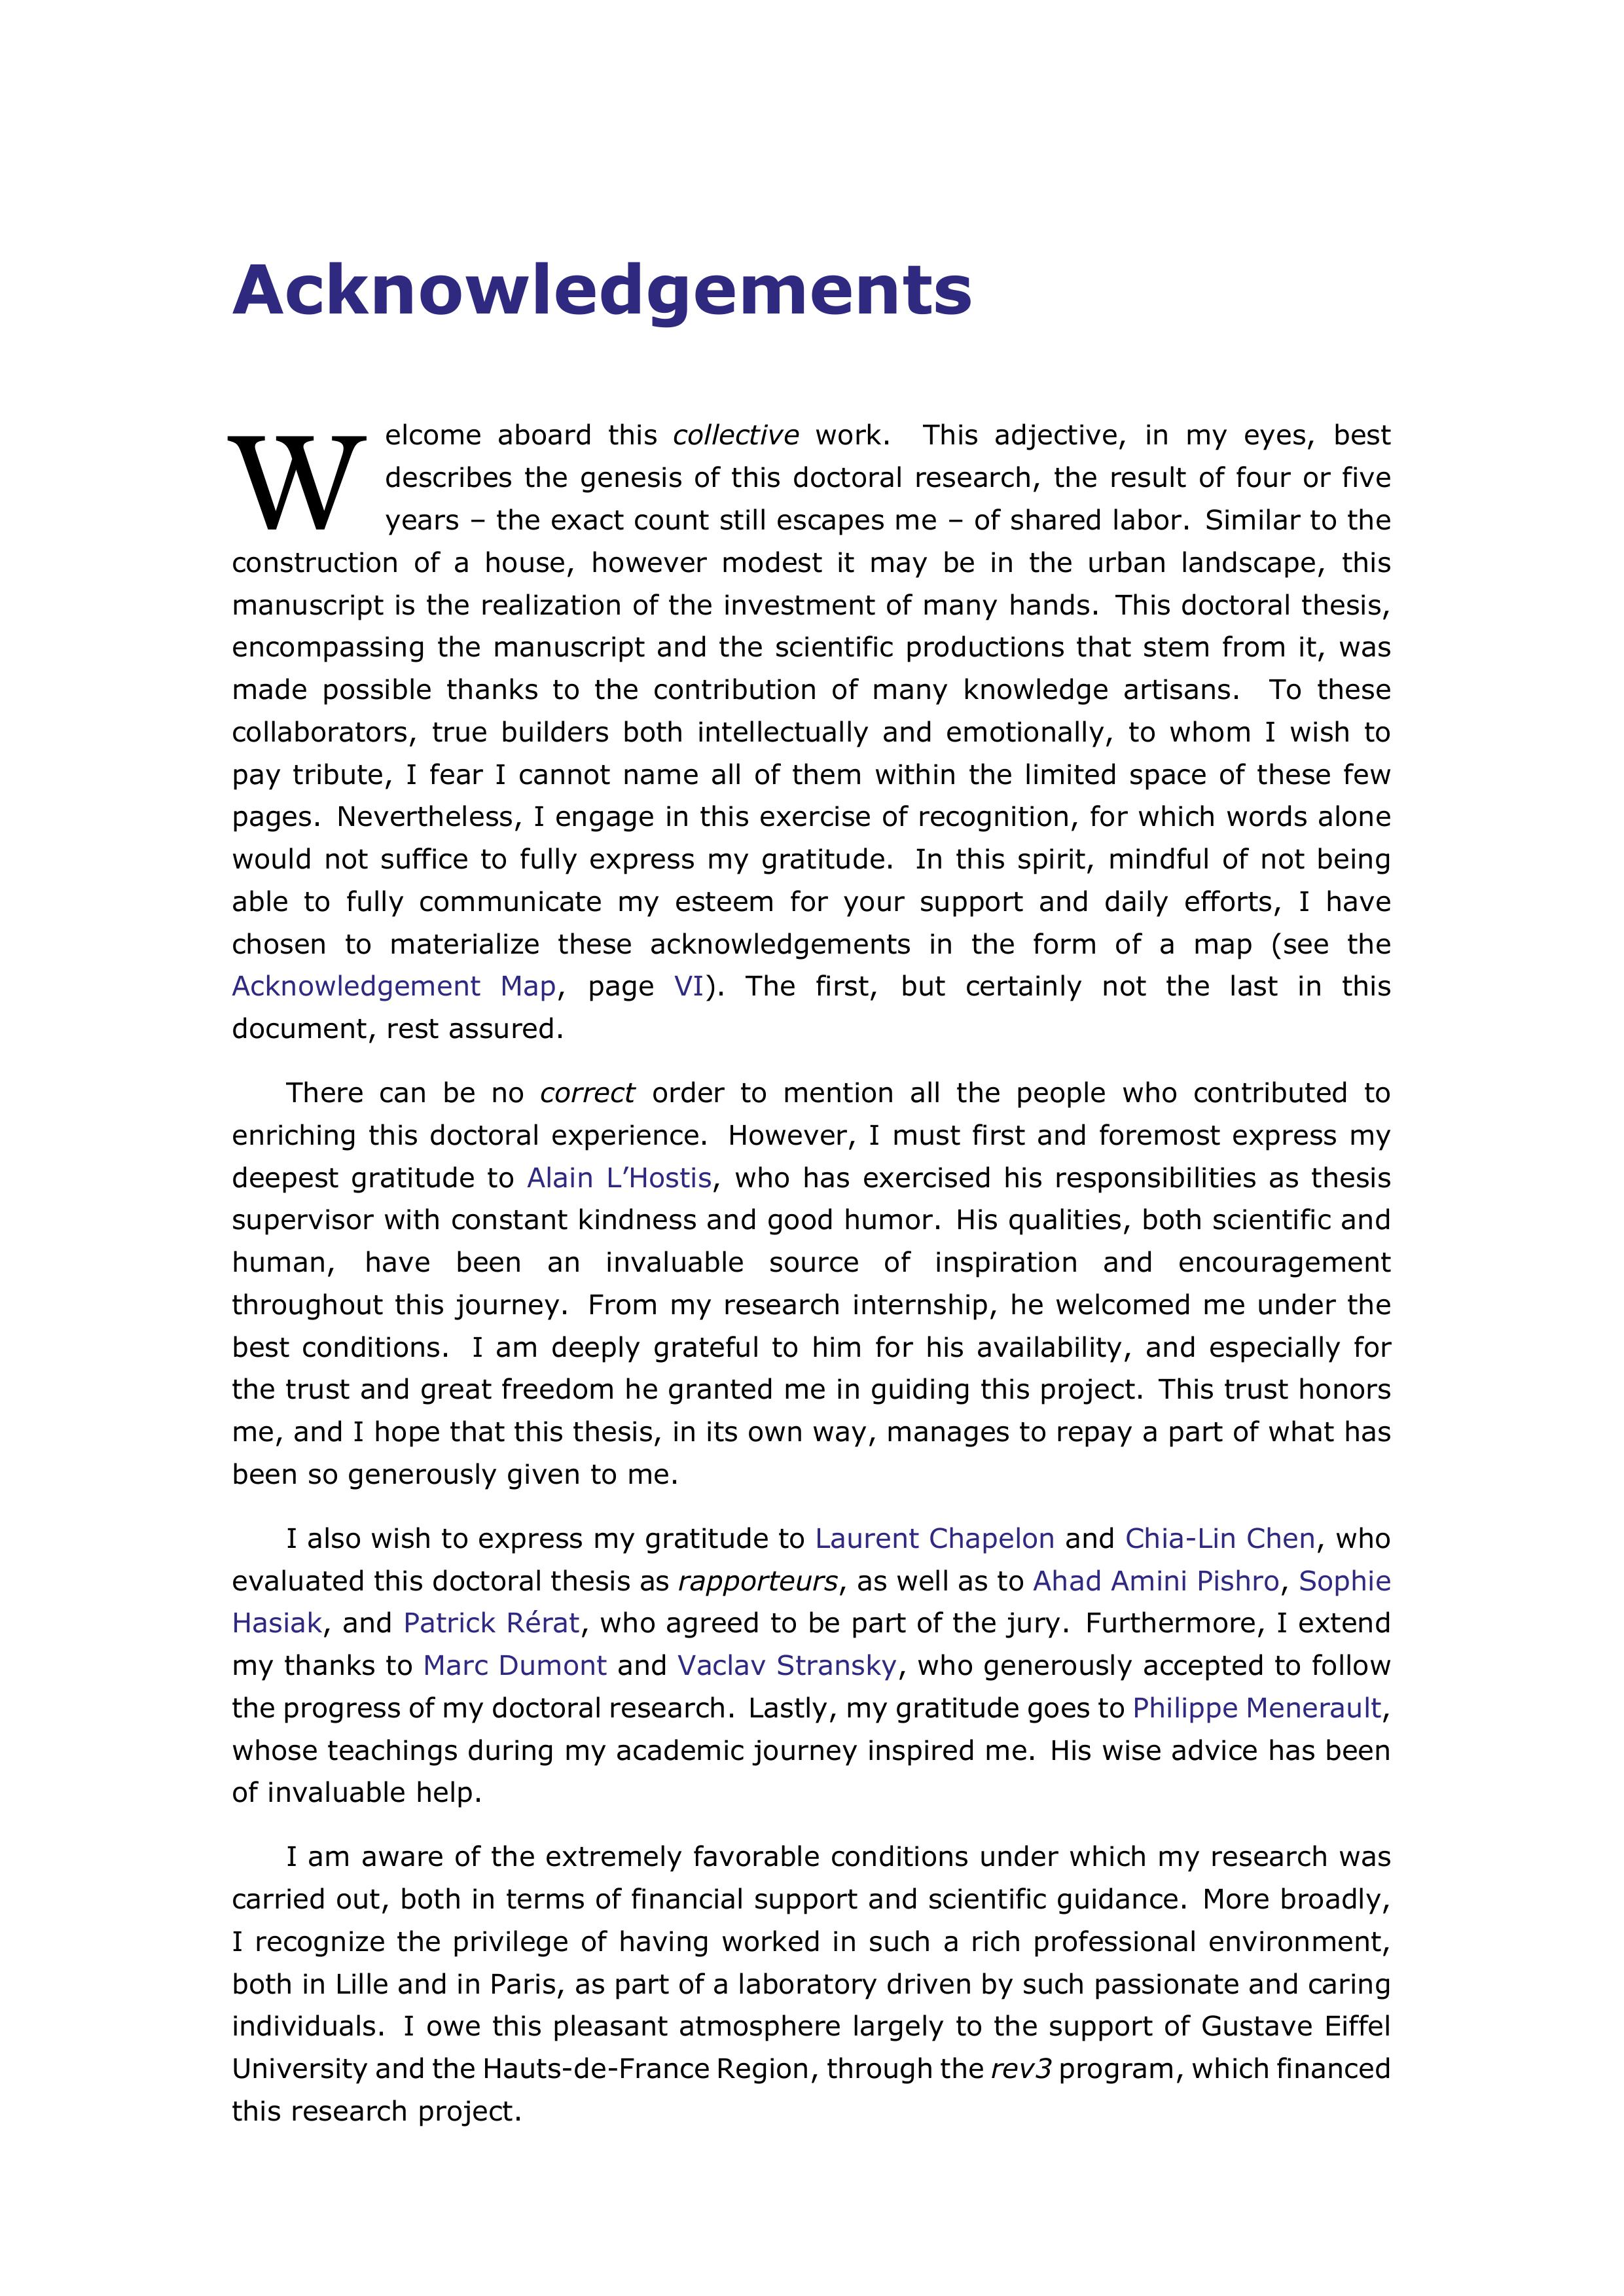 Acknowledgements
Welcome aboard this collective work. This adjective, in my eyes, best
describes the genesis of this doctoral research, the result of four or five
years – the exact count still escapes me – of shared labor. Similar to the
construction of a house, however modest it may be in the urban landscape, this
manuscript is the realization of the investment of many hands. This doctoral thesis,
encompassing the manuscript and the scientific productions that stem from it, was
made possible thanks to the contribution of many knowledge artisans. To these
collaborators, true builders both intellectually and emotionally, to whom I wish to
pay tribute, I fear I cannot name all of them within the limited space of these few
pages. Nevertheless, I engage in this exercise of recognition, for which words alone
would not suffice to fully express my gratitude. In this spirit, mindful of not being
able to fully communicate my esteem for your support and daily efforts, I have
chosen to materialize these acknowledgements in the form of a map (see the
Acknowledgement Map, page VI). The first, but certainly not the last in this
document, rest assured.
There can be no correct order to mention all the people who contributed to
enriching this doctoral experience. However, I must first and foremost express my
deepest gratitude to Alain L’Hostis, who has exercised his responsibilities as thesis
supervisor with constant kindness and good humor. His qualities, both scientific and
human, have been an invaluable source of inspiration and encouragement
throughout this journey. From my research internship, he welcomed me under the
best conditions. I am deeply grateful to him for his availability, and especially for
the trust and great freedom he granted me in guiding this project. This trust honors
me, and I hope that this thesis, in its own way, manages to repay a part of what has
been so generously given to me.
I also wish to express my gratitude to Laurent Chapelon and Chia-Lin Chen, who
evaluated this doctoral thesis as rapporteurs, as well as to Ahad Amini Pishro, Sophie
Hasiak, and Patrick Rérat, who agreed to be part of the jury. Furthermore, I extend
my thanks to Marc Dumont and Vaclav Stransky, who generously accepted to follow
the progress of my doctoral research. Lastly, my gratitude goes to Philippe Menerault,
whose teachings during my academic journey inspired me. His wise advice has been
of invaluable help.
I am aware of the extremely favorable conditions under which my research was
carried out, both in terms of financial support and scientific guidance. More broadly,
I recognize the privilege of having worked in such a rich professional environment,
both in Lille and in Paris, as part of a laboratory driven by such passionate and caring
individuals. I owe this pleasant atmosphere largely to the support of Gustave Eiffel
University and the Hauts-de-France Region, through the rev3 program, which financed
this research project.